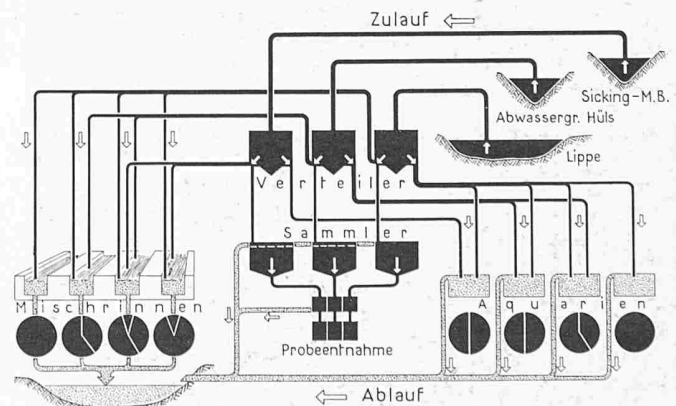 Zulauf
Sicking-M.B.
Abwassergr. Hüls
Lippe
Verteiler
Sammler
Mischrinnen
Aquarien
Probeentnahme
Ablauf